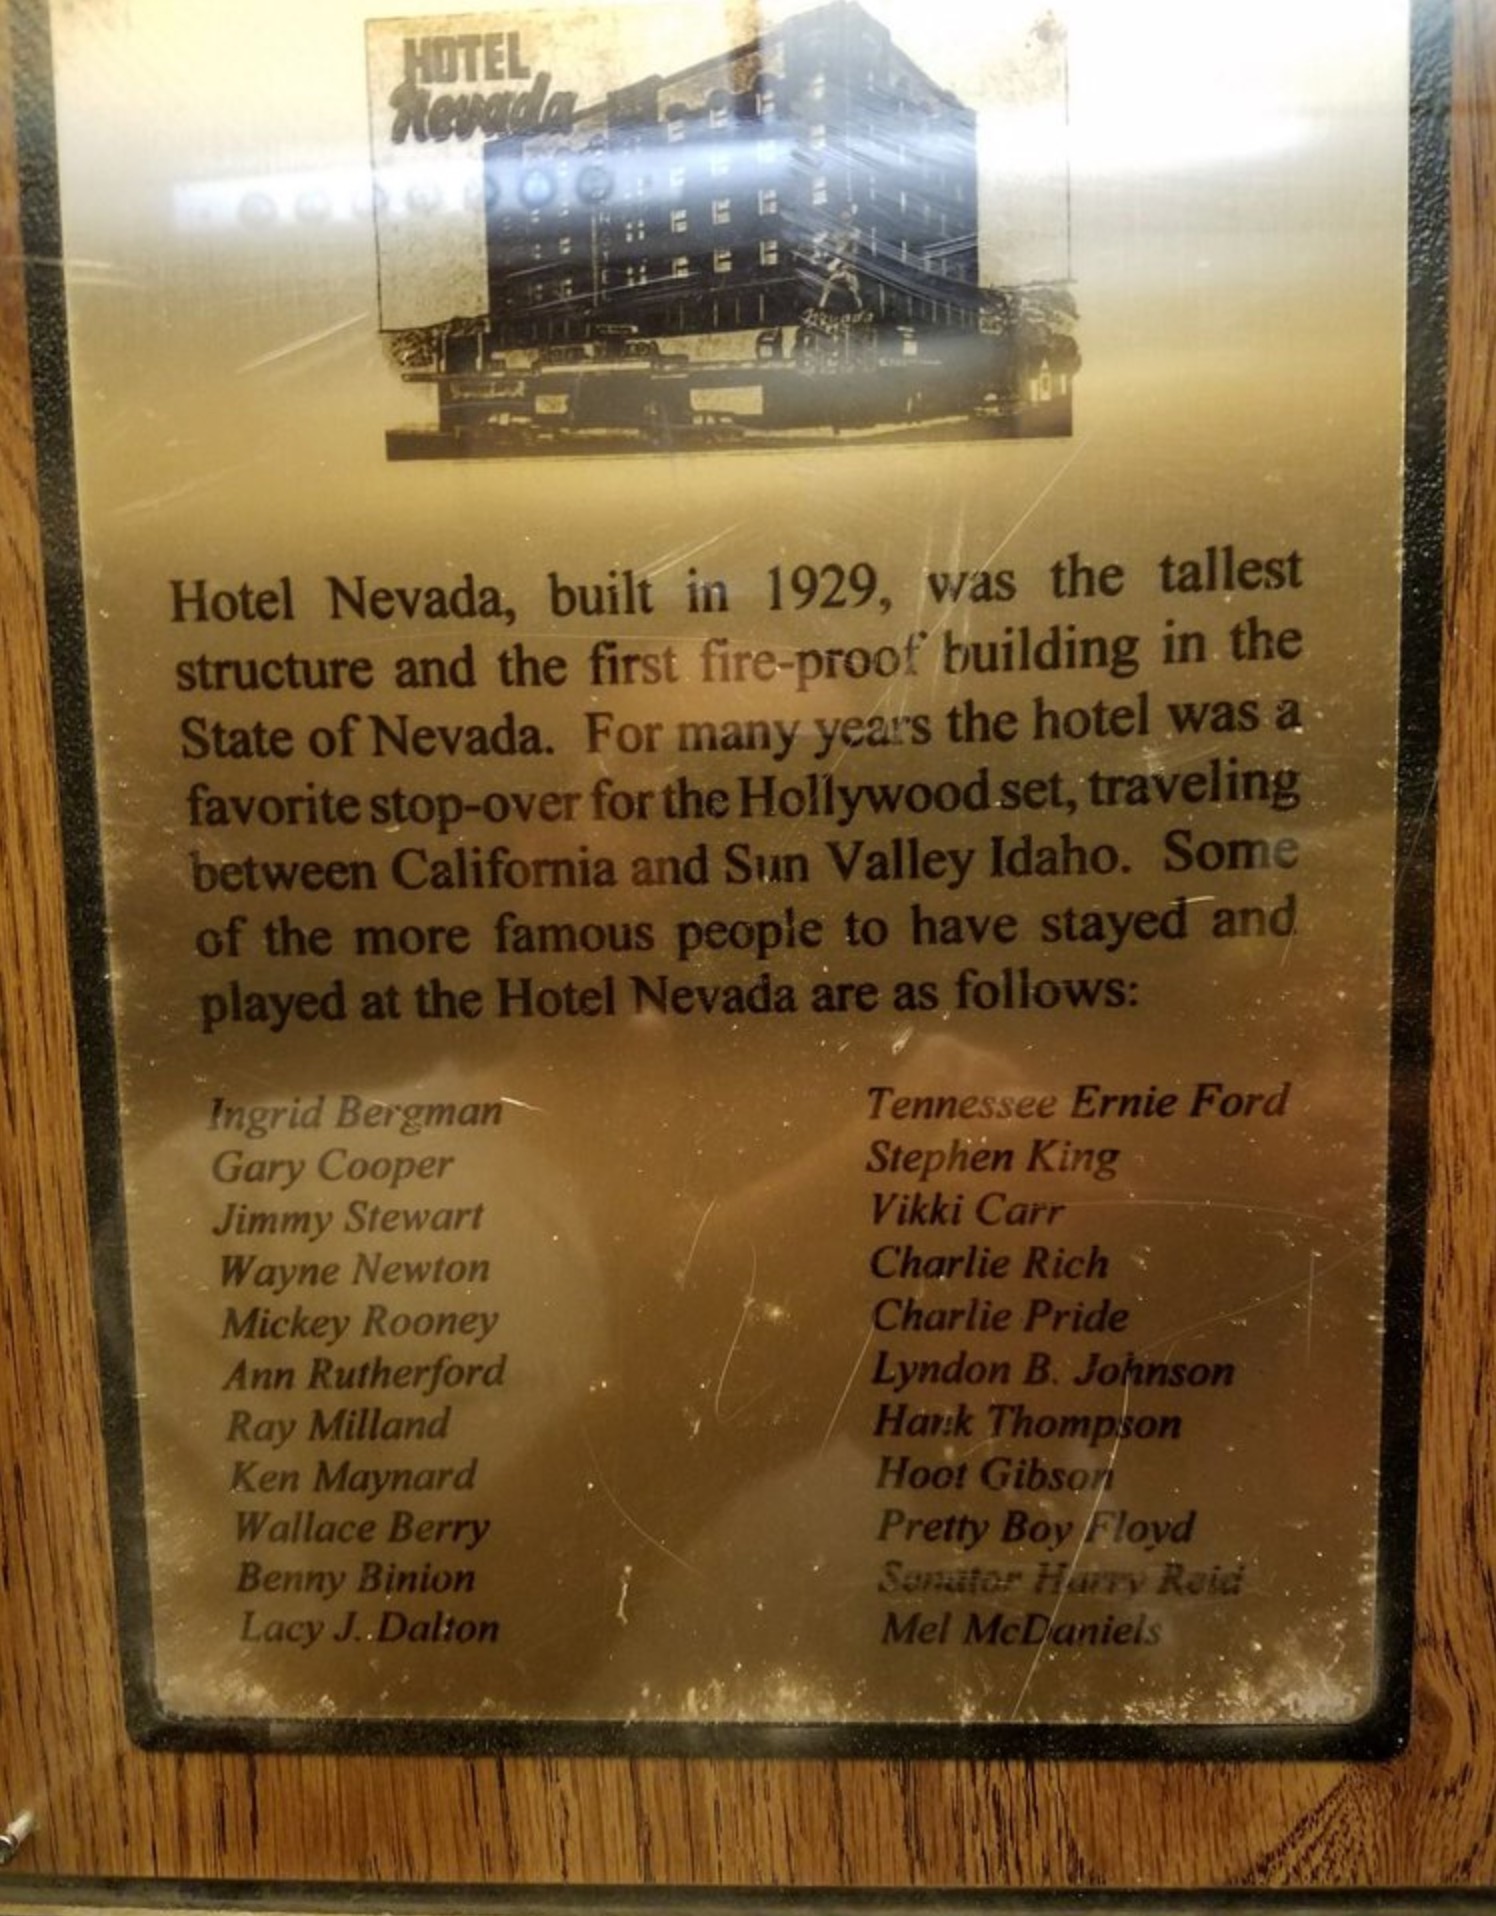 HOTEL
Nevada
Nevada
Hotel Nevada, built in 1929, was the tallest
structure and the first fire-proof building in the
State of Nevada. For many years the hotel was a
favorite stop-over for the Hollywood set, traveling
between California and Sun Valley Idaho. Some
of the more famous people to have stayed and
played at the Hotel Nevada are as follows:
Ingrid Bergman
Gary Cooper
Jimmy Stewart
Wayne Newton
Mickey Rooney
Ann Rutherford
Ray Milland
Ken Maynard
Wallace Berry
Benny Binion
Lacy J. Dalton
Tennessee Ernie Ford
Stephen King
Vikki Carr
Charlie Rich
Charlie Pride
Lyndon B. Johnson
Hank Thompson
Hoot Gibson
Pretty Boy Floyd
Senator Harry Reid
Mel McDaniels